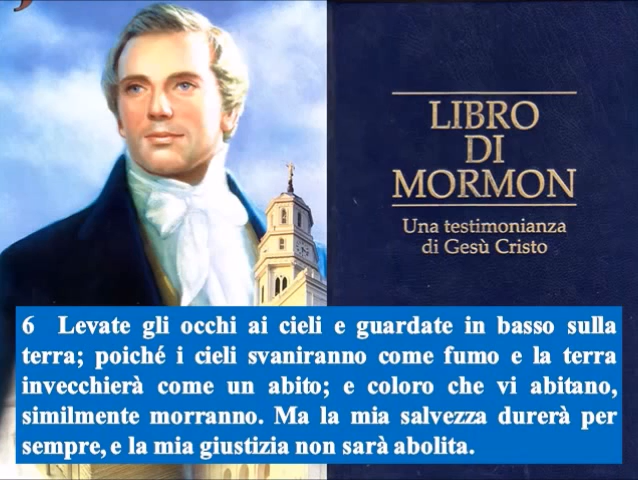 LIBRO
DI
MORMON
Una testimonianza
di Gesù Cristo
6 Levate gli occhi ai cieli e guardate in basso sulla
terra; poiché i cieli svaniranno come fumo e la terra
invecchierà come un abito; e coloro che vi abitano,
similmente morranno. Ma la mia salvezza durerà per
sempre, e la mia giustizia non sarà abolita.